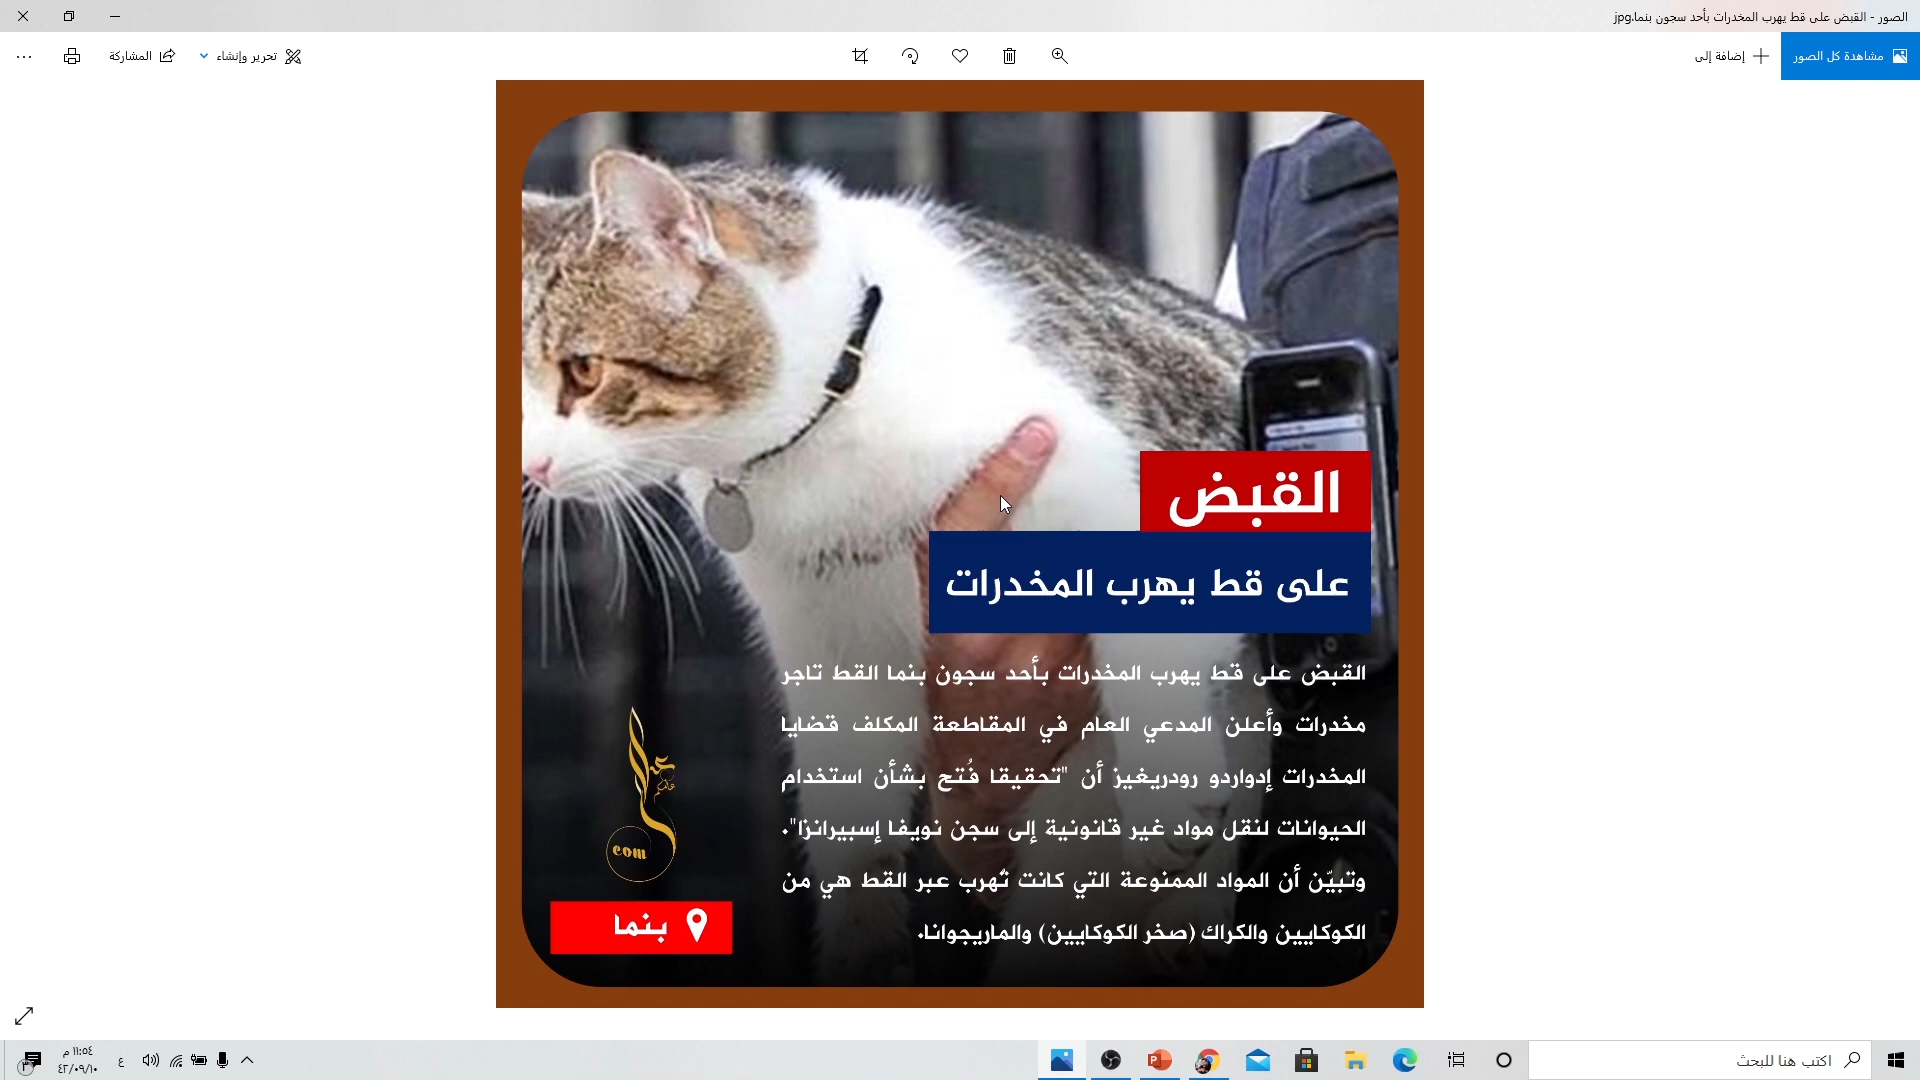 الصور - القبض على قط يهرب المخدرات بأحد سجون بنما.jpg
مشاهدة كل الصور
إضافة إلى
تحرير وإنشاء
المشاركة
القبض
على قط يهرب المخدرات
القبض على قط يهرب المخدرات بأحد سجون بنما القط تاجر
مخدرات وأعلن المدعي العام في المقاطعة المكلف قضايا
المخدرات إدواردو رودريغيز أن "تحقيقا فُتح بشأن استخدام
الحيوانات لنقل مواد غير قانونية إلى سجن نويفا إسبيرانزا".
وتبيّن أن المواد الممنوعة التي كانت تُهرب عبر القط هي من
الكوكايين والكراك (صخر الكوكايين) والماريجوانا.
com
بنما
اكتب هنا للبحث
ع
١١:٥٤ م
٤٢/٠٩/١٠
٣